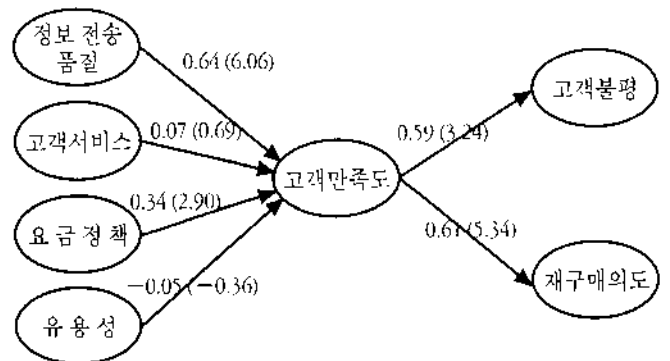 정보 전송
품질
0.64 (6.06)
고객불평
고객서비스
0.07 (0.69)
0.59 (3.24)
고객만족도
요 금 정 책
0.34 (2.90)
0.61 (5.34)
−0.05 (−0.36)
재구매의도
유 용 성